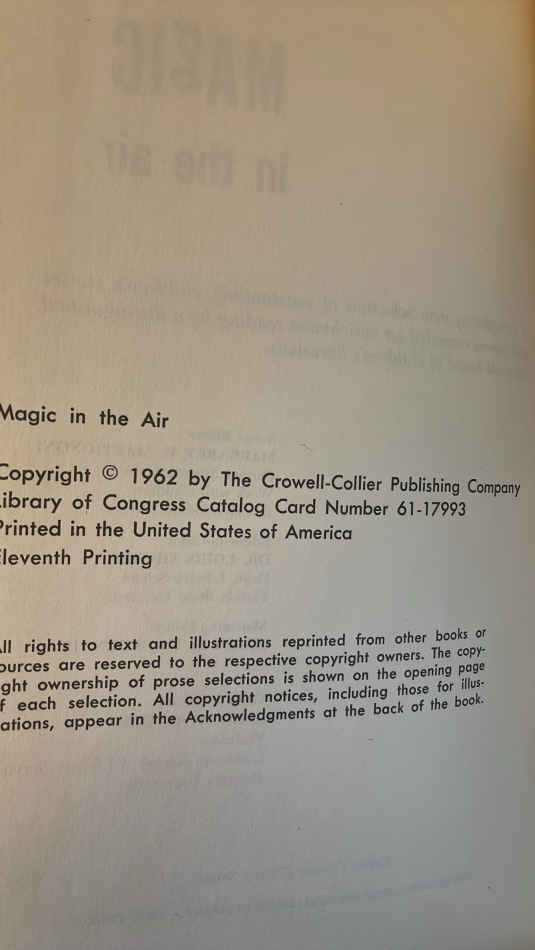 Magic in the Air
Copyright © 1962 by The Crowell-Collier Publishing Company
Library of Congress Catalog Card Number 61-17993
Printed in the United States of America
Eleventh Printing
All rights to text and illustrations reprinted from other books or
ources are reserved to the respective copyright owners. The copy-
ght ownership of prose selections is shown on the opening page
f each selection. All copyright notices, including those for illus-
ations, appear in the Acknowledgments at the back of the book.